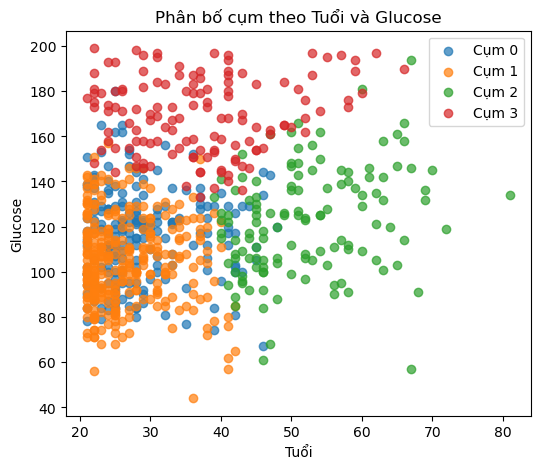 Phân bố cụm theo Tuổi và Glucose
Cụm 0
Cụm 1
Cụm 2
Cụm 3
Glucose
200
180
160
140
120
100
80
60
40
20 30 40 50 60 70 80
Tuổi